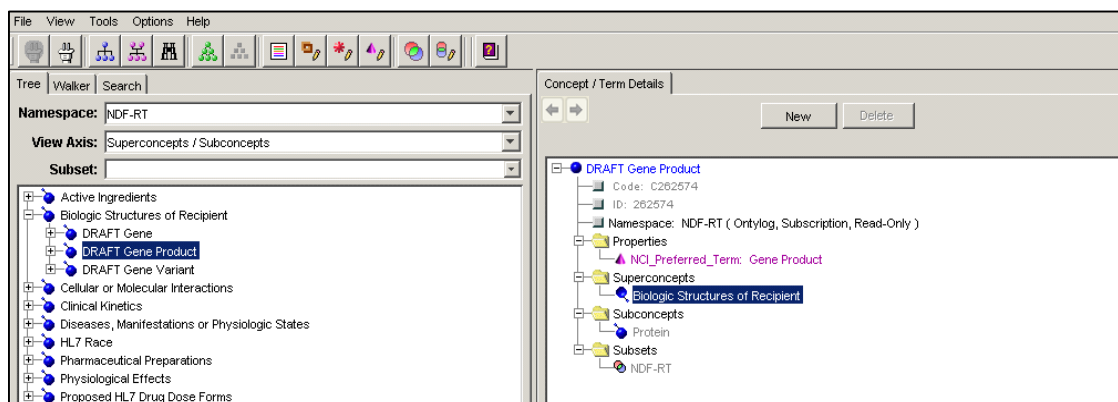 File View Tools Options Help
Tree Walker Search
Namespace: NDF-RT
View Axis: Superconcepts / Subconcepts
Subset:
Active Ingredients
Biologic Structures of Recipient
DRAFT Gene
DRAFT Gene Product
DRAFT Gene Variant
Cellular or Molecular Interactions
Clinical Kinetics
Diseases, Manifestations or Physiologic States
HL7 Race
Pharmaceutical Preparations
Physiological Effects
Proposed HL7 Drug Dose Forms
Concept / Term Details
New Delete
DRAFT Gene Product
Code: C262574
ID: 262574
Namespace: NDF-RT ( Ontylog, Subscription, Read-Only )
Properties
NCI_Preferred_Term: Gene Product
Superconcepts
Biologic Structures of Recipient
Subconcepts
Protein
Subsets
NDF-RT